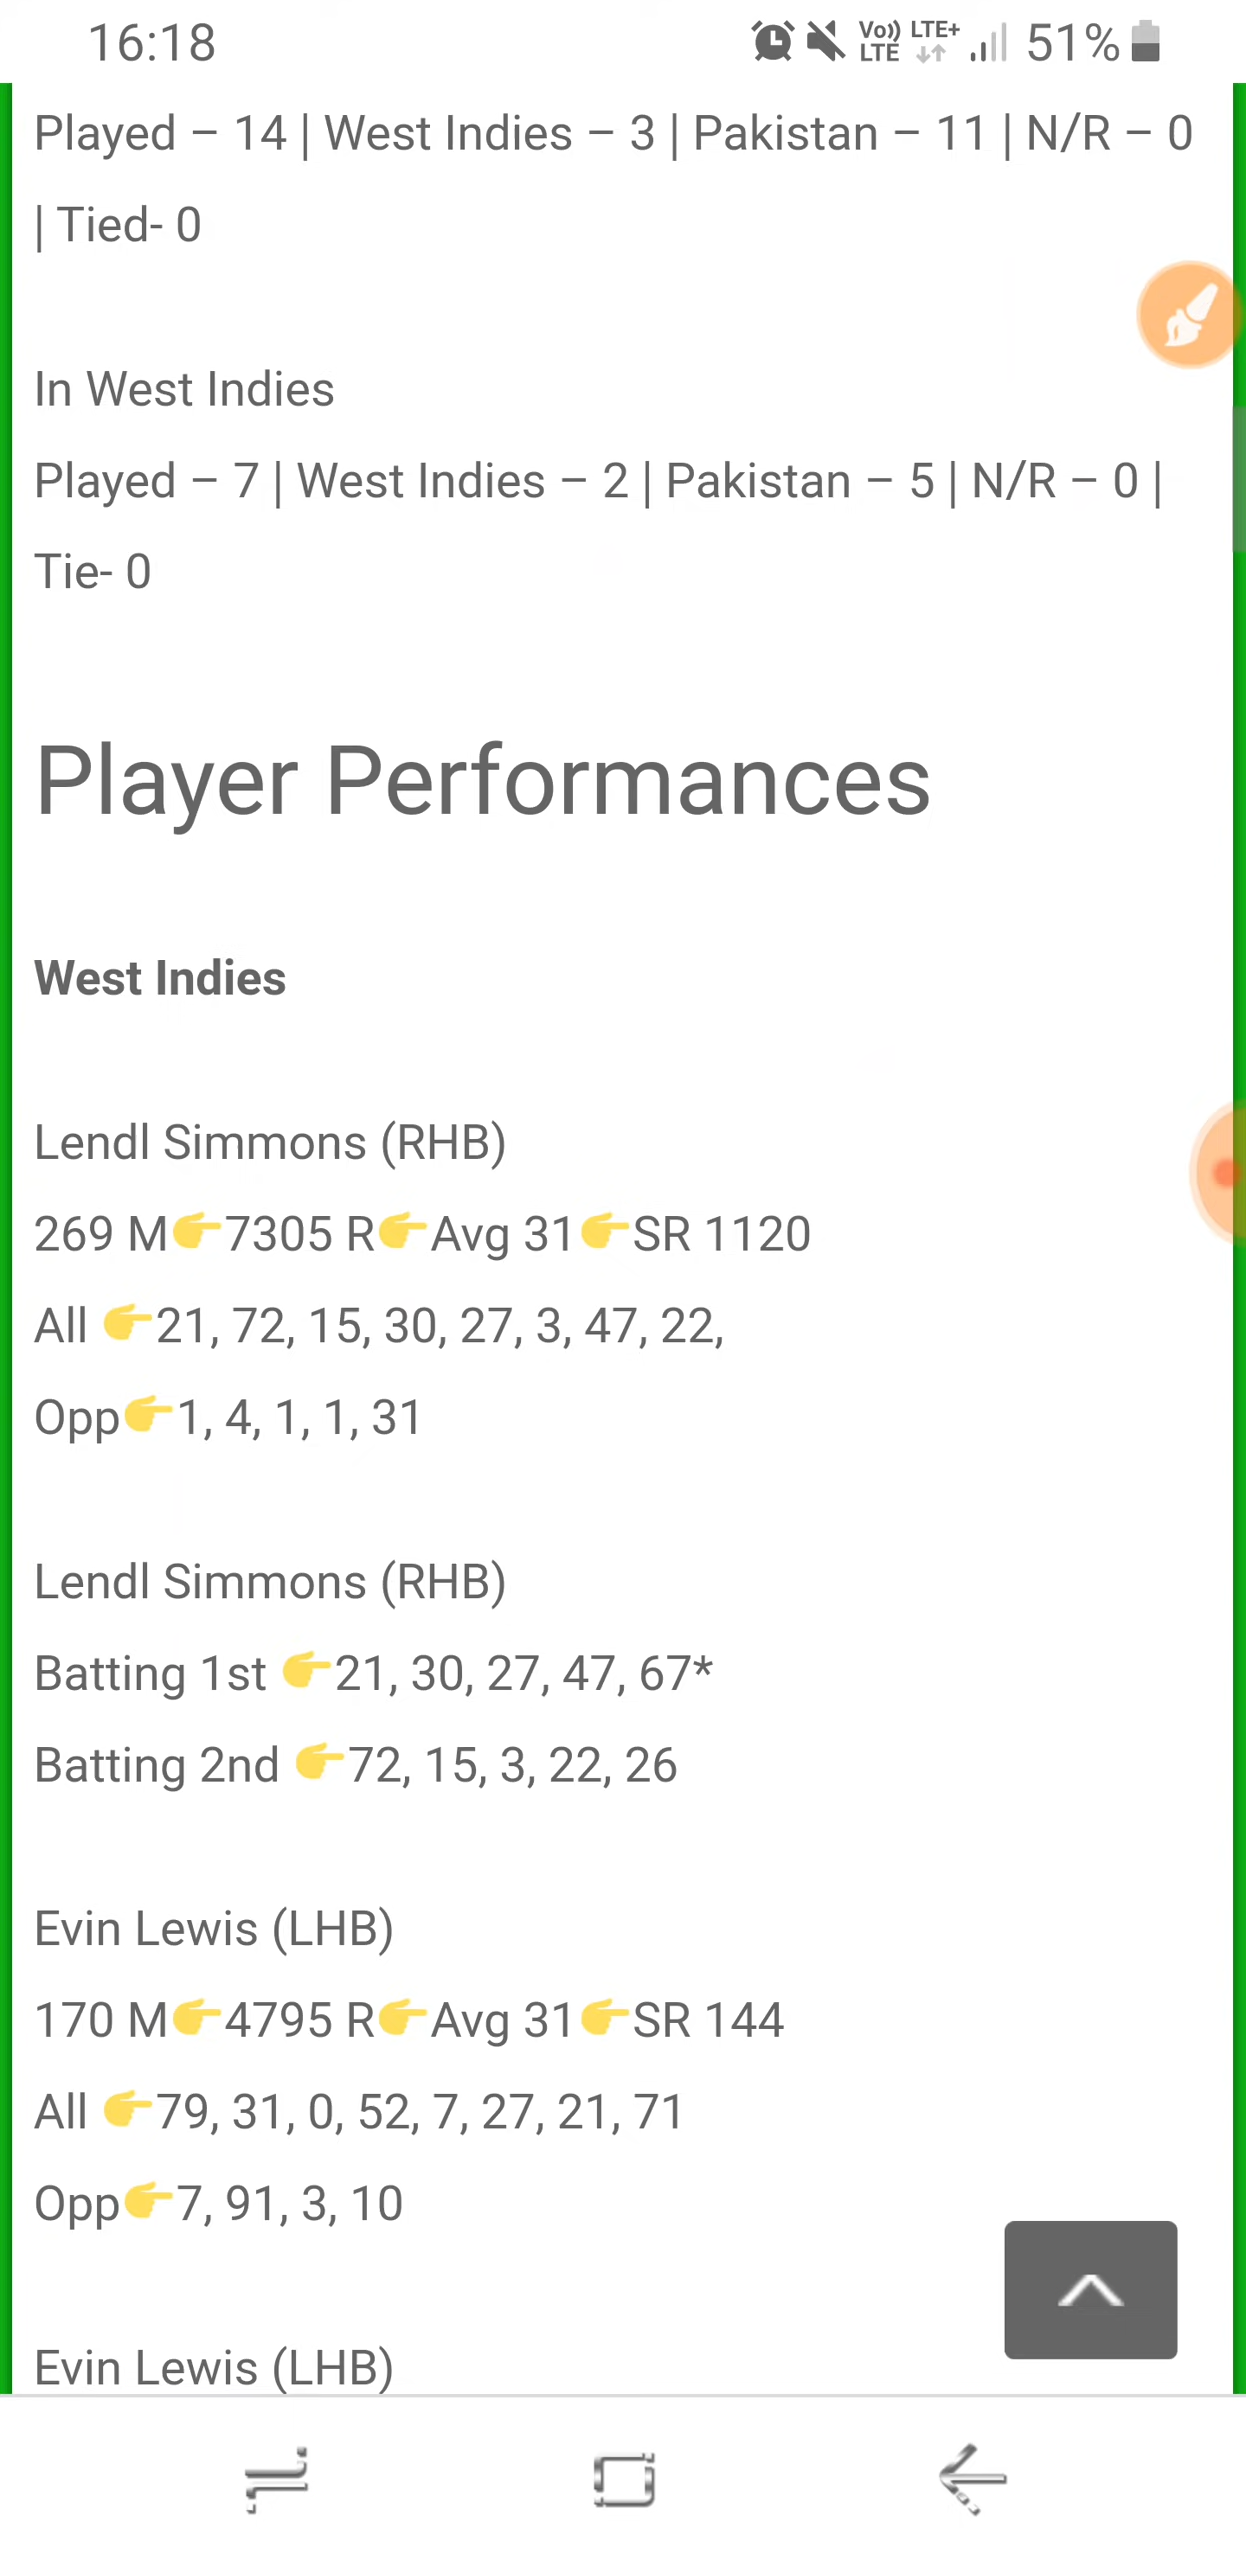 16:18 Vo)) LTE LTE+ 51%
Played – 14 | West Indies – 3 | Pakistan – 11 | N/R – 0
| Tied- 0
In West Indies
Played – 7 | West Indies – 2 | Pakistan – 5 | N/R – 0 |
Tie- 0
Player Performances
West Indies
Lendl Simmons (RHB)
269 M👉7305 R👉Avg 31👉SR 1120
All 👉21, 72, 15, 30, 27, 3, 47, 22,
Opp👉1, 4, 1, 1, 31
Lendl Simmons (RHB)
Batting 1st 👉21, 30, 27, 47, 67*
Batting 2nd 👉72, 15, 3, 22, 26
Evin Lewis (LHB)
170 M👉4795 R👉Avg 31👉SR 144
All 👉79, 31, 0, 52, 7, 27, 21, 71
Opp👉7, 91, 3, 10
Evin Lewis (LHB)